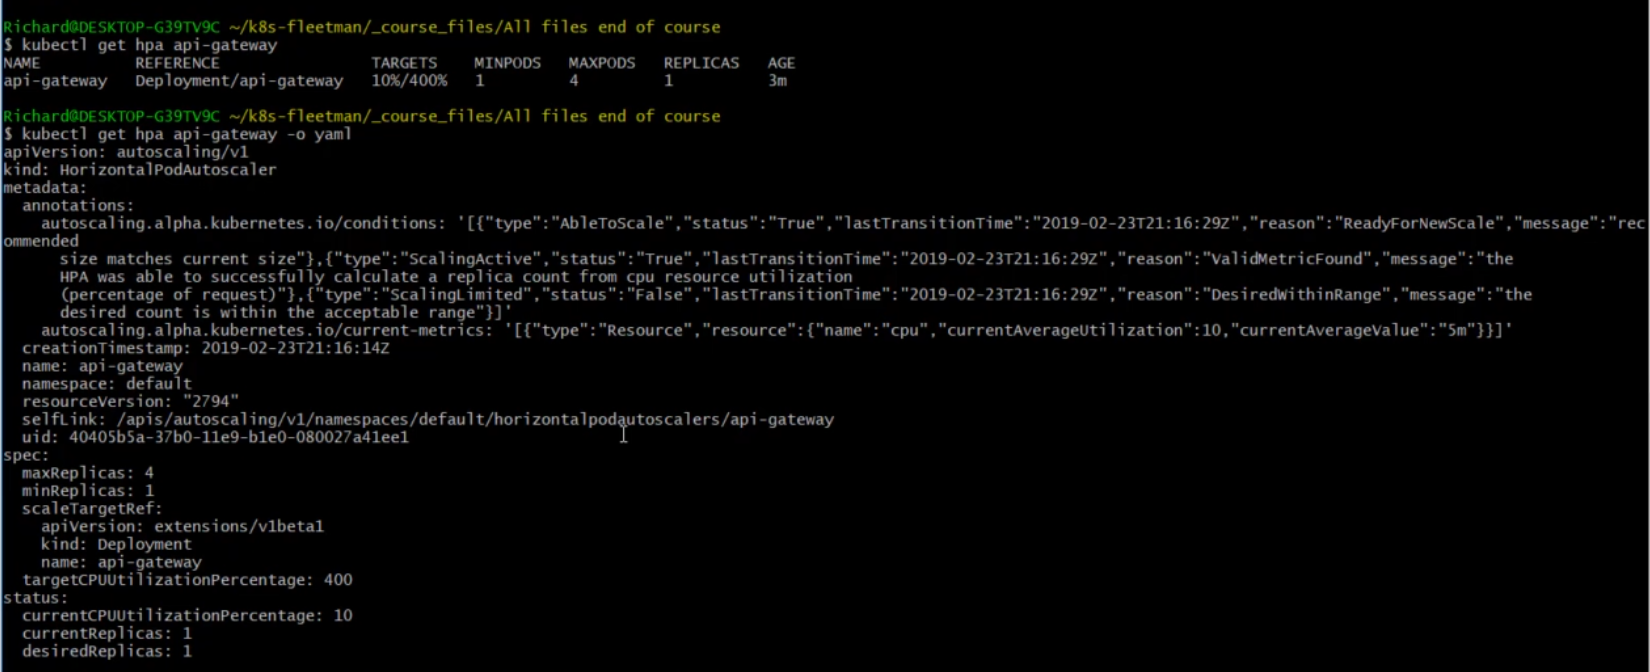 Richard@DESKTOP-G39TV9C ~/k8s-fleetman/_course_files/All files end of course
$ kubectl get hpa api-gateway
NAME REFERENCE TARGETS MINPODS MAXPODS REPLICAS AGE
api-gateway Deployment/api-gateway 10%/400% 1 4 1 3m
Richard@DESKTOP-G39TV9C ~/k8s-fleetman/_course_files/All files end of course
$ kubectl get hpa api-gateway -o yaml
apiVersion: autoscaling/v1
kind: HorizontalPodAutoscaler
metadata:
  annotations:
    autoscaling.alpha.kubernetes.io/conditions: '[{"type":"AbleToScale","status":"True","lastTransitionTime":"2019-02-23T21:16:29Z","reason":"ReadyForNewScale","message":"rec
ommended
      size matches current size"},{"type":"ScalingActive","status":"True","lastTransitionTime":"2019-02-23T21:16:29Z","reason":"ValidMetricFound","message":"the
      HPA was able to successfully calculate a replica count from cpu resource utilization
      (percentage of request)"},{"type":"ScalingLimited","status":"False","lastTransitionTime":"2019-02-23T21:16:29Z","reason":"DesiredWithinRange","message":"the
      desired count is within the acceptable range"}]'
    autoscaling.alpha.kubernetes.io/current-metrics: '[{"type":"Resource","resource":{"name":"cpu","currentAverageUtilization":10,"currentAverageValue":"5m"}}]'
  creationTimestamp: 2019-02-23T21:16:14Z
  name: api-gateway
  namespace: default
  resourceVersion: "2794"
  selfLink: /apis/autoscaling/v1/namespaces/default/horizontalpodautoscalers/api-gateway
  uid: 40405b5a-37b0-11e9-b1e0-080027a41ee1
spec:
  maxReplicas: 4
  minReplicas: 1
  scaleTargetRef:
    apiVersion: extensions/v1beta1
    kind: Deployment
    name: api-gateway
  targetCPUUtilizationPercentage: 400
status:
  currentCPUUtilizationPercentage: 10
  currentReplicas: 1
  desiredReplicas: 1